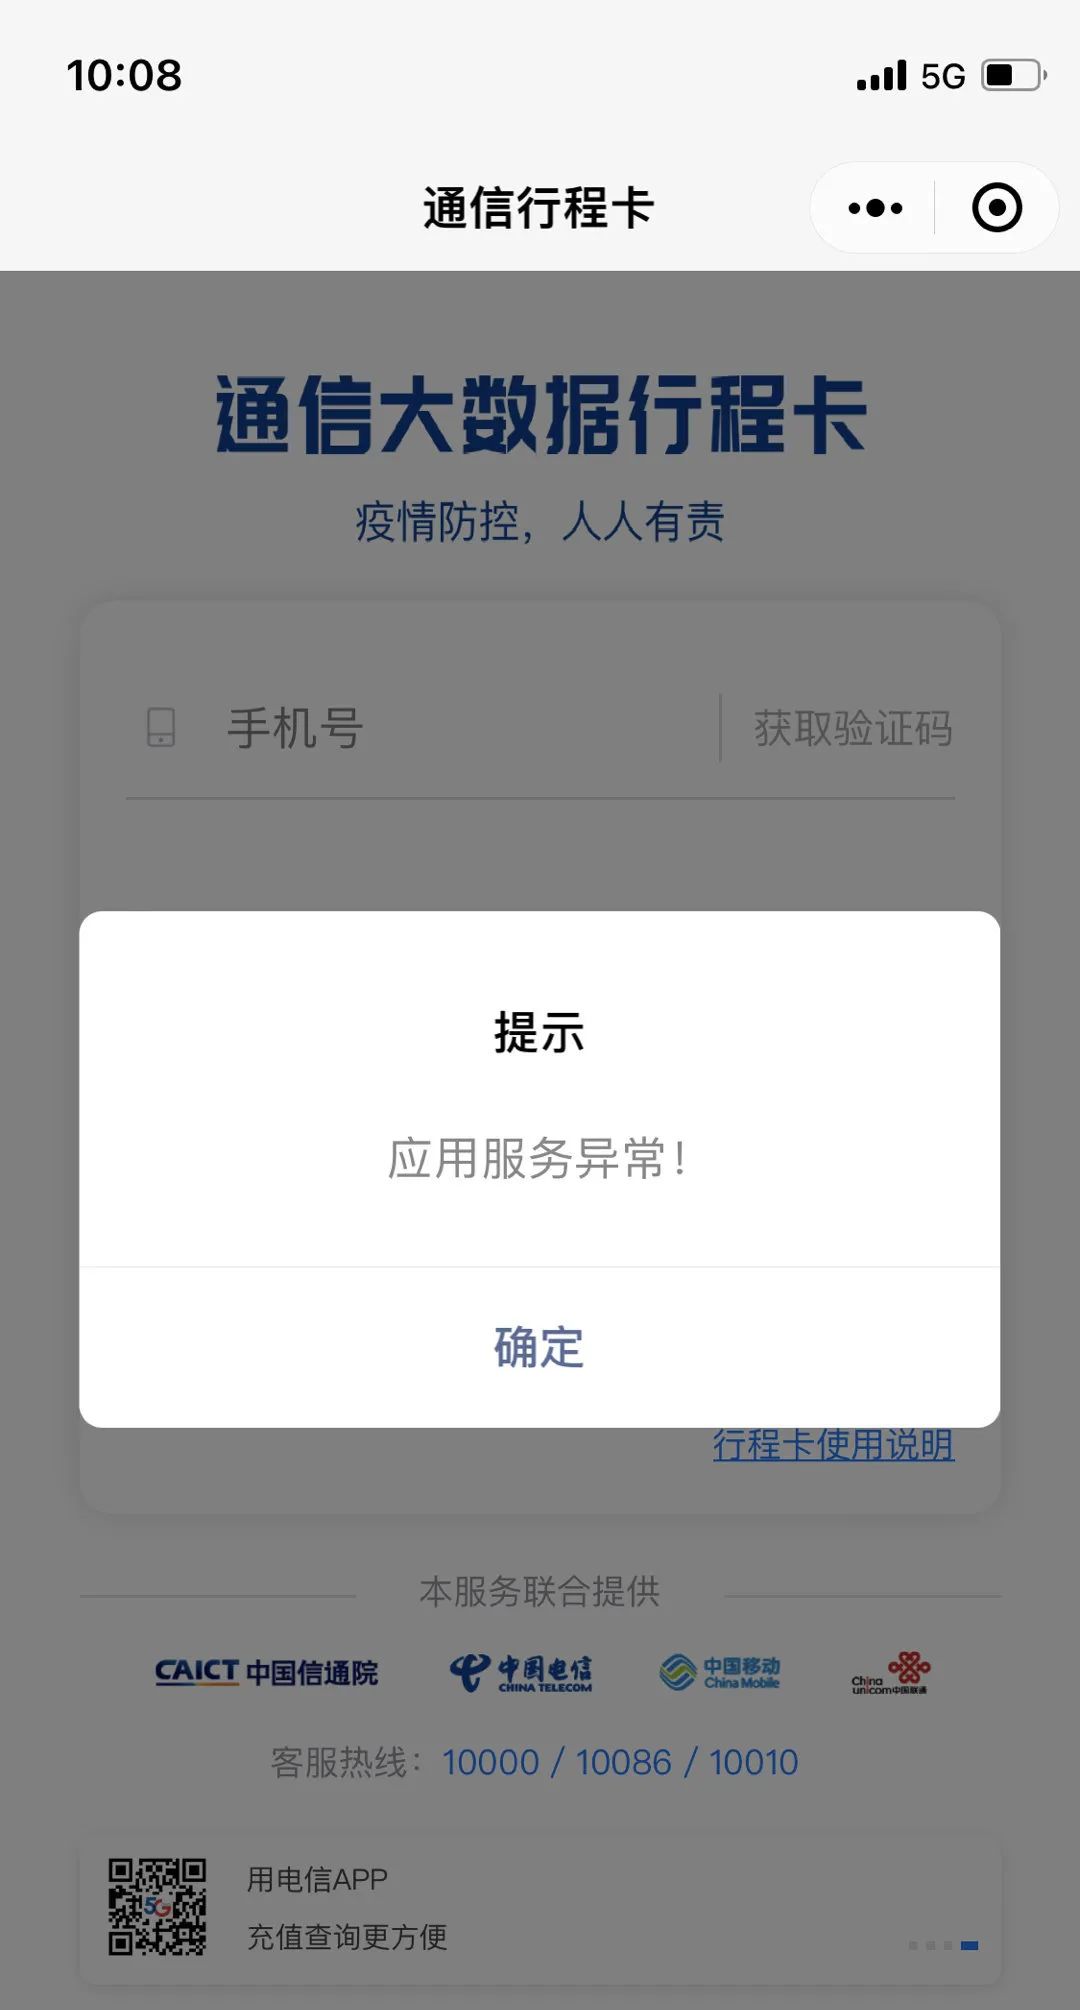 10:08
5G
通信行程卡
通信大数据行程卡
疫情防控，人人有责
手机号
获取验证码
提示
应用服务异常！
确定
行程卡使用说明
本服务联合提供
CAICT 中国信通院
中国电信
CHINA TELECOM
中国移动
China Mobile
China
unicom中国联通
客服热线：10000 / 10086 / 10010
5G
用电信APP
充值查询更方便